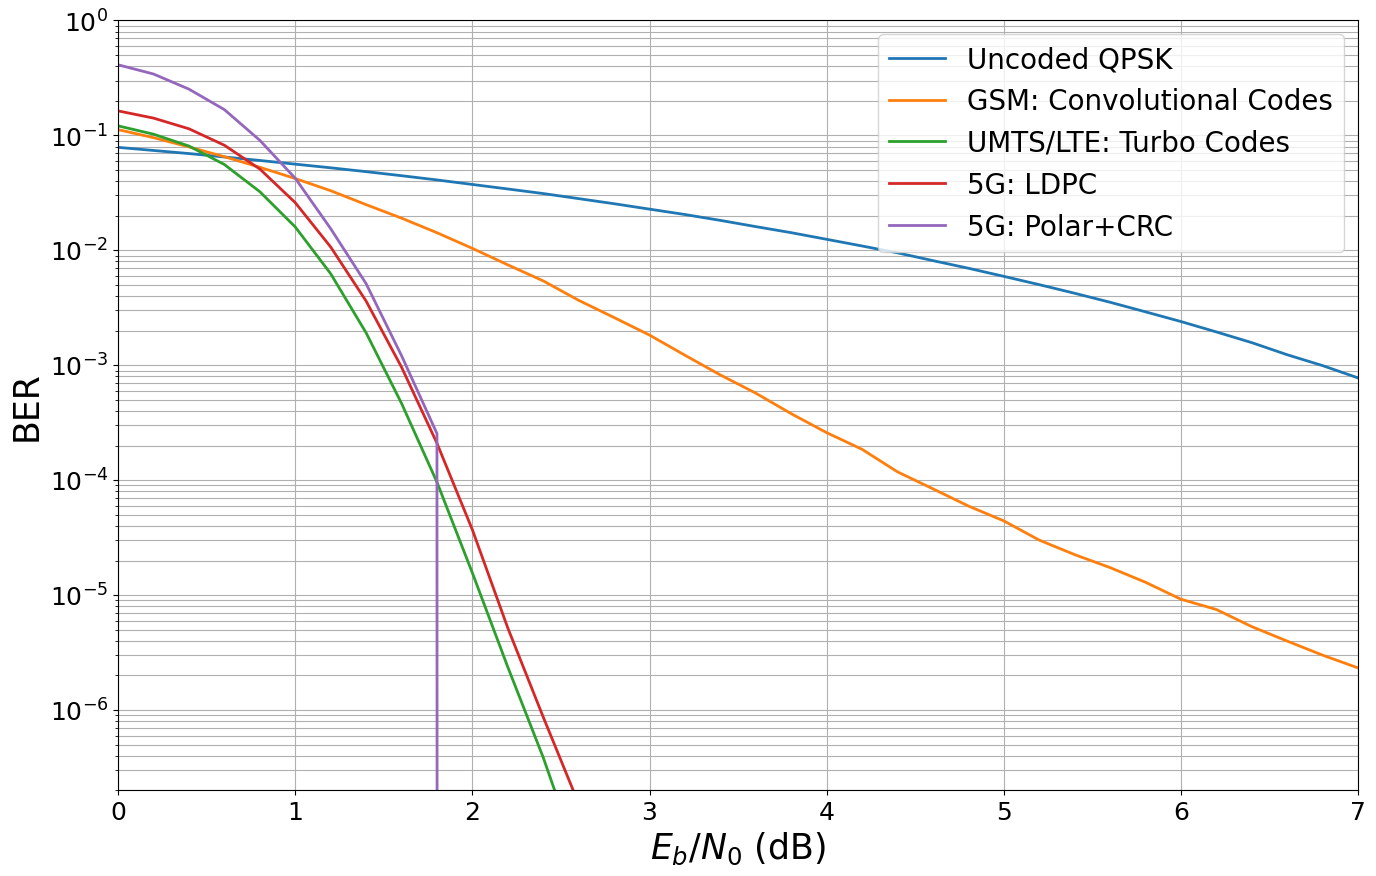 10^0
10^-1
10^-2
10^-3
10^-4
10^-5
10^-6
BER
Uncoded QPSK
GSM: Convolutional Codes
UMTS/LTE: Turbo Codes
5G: LDPC
5G: Polar+CRC
0 1 2 3 4 5 6 7
E_b/N_0 (dB)